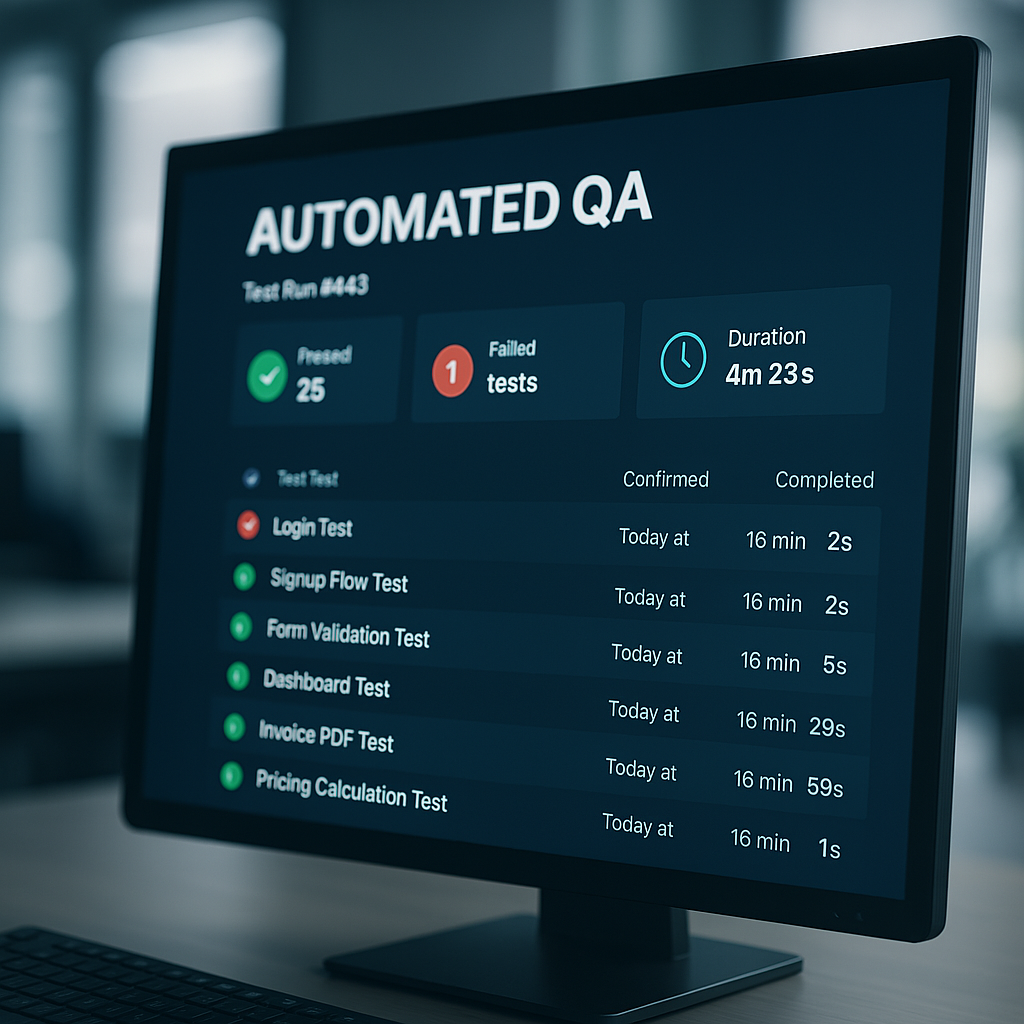 AUTOMATED QA
Test Run #443
Presed
25
1
Failled
tests
Duration
4m 23s
Test Test Confirmed Completed
Login Test Today at 16 min 2s
Signup Flow Test Today at 16 min 2s
Form Validation Test Today at 16 min 5s
Dashboard Test Today at 16 min 29s
Invoice PDF Test Today at 16 min 59s
Pricing Calculation Test Today at 16 min 1s